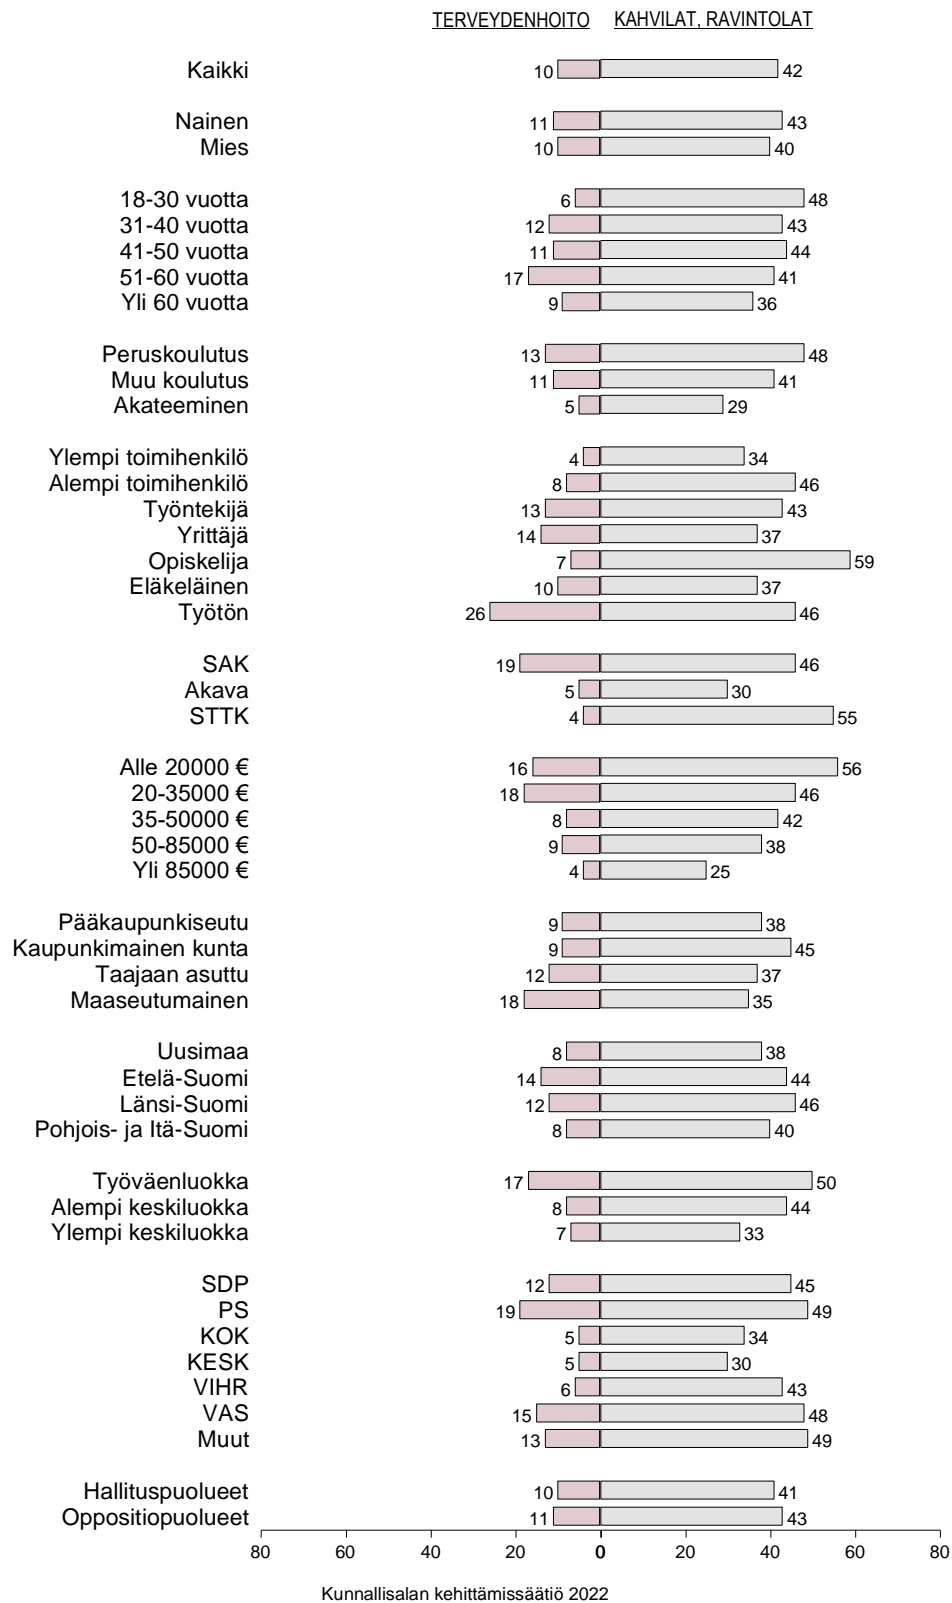 TERVEYDENHOITO KAHVILAT, RAVINTOLAT
Kaikki 10 42
Nainen 11 43
Mies 10 40
18-30 vuotta 6 48
31-40 vuotta 12 43
41-50 vuotta 11 44
51-60 vuotta 17 41
Yli 60 vuotta 9 36
Peruskoulutus 13 48
Muu koulutus 11 41
Akateeminen 5 29
Ylempi toimihenkilö 4 34
Alempi toimihenkilö 8 46
Työntekijä 13 43
Yrittäjä 14 37
Opiskelija 7 59
Eläkeläinen 10 37
Työtön 26 46
SAK 19 46
Akava 5 30
STTK 4 55
Alle 20000 € 16 56
20-35000 € 18 46
35-50000 € 8 42
50-85000 € 9 38
Yli 85000 € 4 25
Pääkaupunkiseutu 9 38
Kaupunkimainen kunta 9 45
Taajaan asuttu 12 37
Maaseutumainen 18 35
Uusimaa 8 38
Etelä-Suomi 14 44
Länsi-Suomi 12 46
Pohjois- ja Itä-Suomi 8 40
Työväenluokka 17 50
Alempi keskiluokka 8 44
Ylempi keskiluokka 7 33
SDP 12 45
PS 19 49
KOK 5 34
KESK 5 30
VIHR 6 43
VAS 15 48
Muut 13 49
Hallituspuolueet 10 41
Oppositiopuolueet 11 43
80 60 40 20 0 20 40 60 80
Kunnallisalan kehittämissäätiö 2022